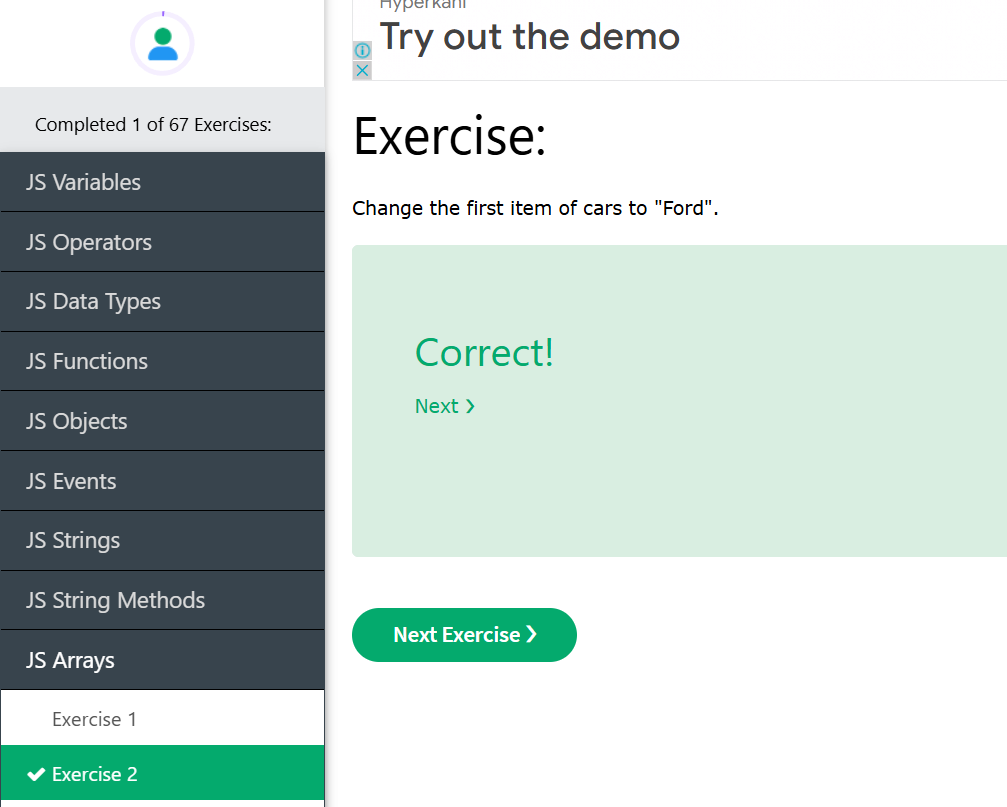 Completed 1 of 67 Exercises:
JS Variables
JS Operators
JS Data Types
JS Functions
JS Objects
JS Events
JS Strings
JS String Methods
JS Arrays
Exercise 1
Exercise 2
Hyperkani
Try out the demo
Exercise:
Change the first item of cars to "Ford".
Correct!
Next ❯
Next Exercise ❯